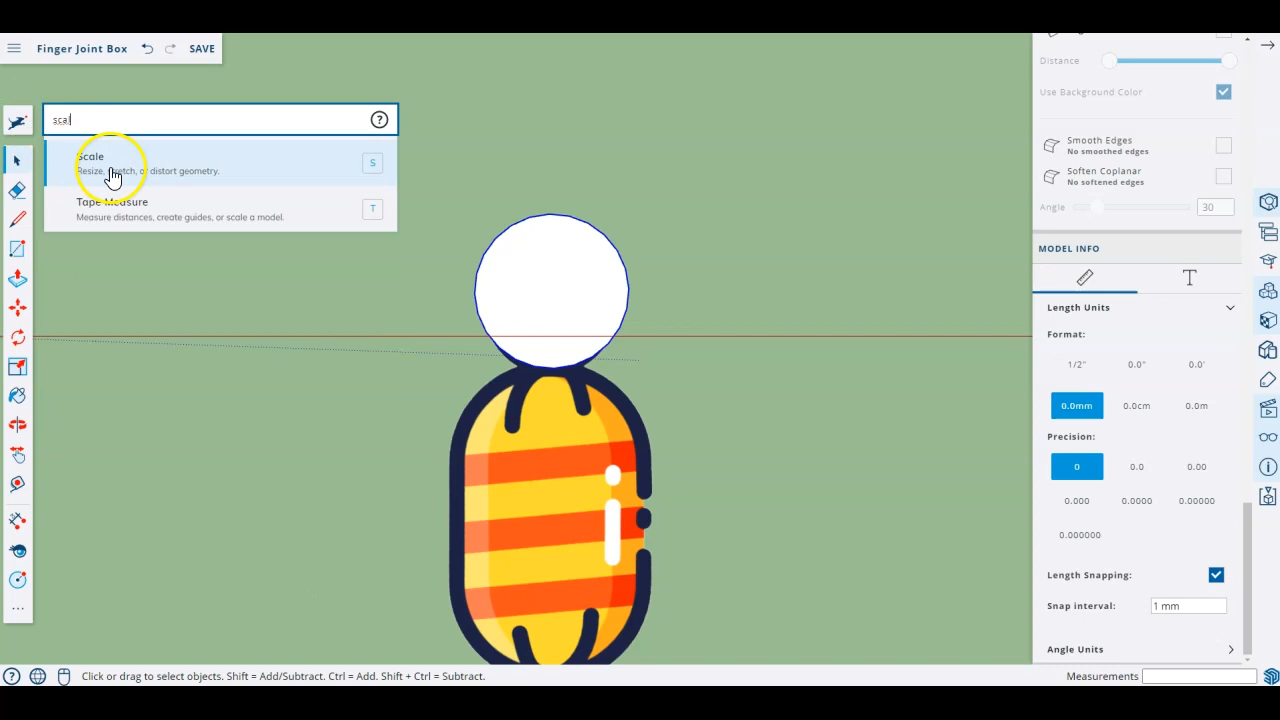 Finger Joint Box
SAVE
scal
Scale
Resize, stretch, or distort geometry.
S
Tape Measure
Measure distances, create guides, or scale a model.
T
Distance
Use Background Color
Smooth Edges
No smoothed edges
Soften Coplanar
No softened edges
Angle
30
MODEL INFO
Length Units
Format:
1/2"
0.0"
0.0'
0.0mm
0.0cm
0.0m
Precision:
0
0.0
0.00
0.000
0.0000
0.00000
0.000000
Length Snapping:
Snap interval:
1 mm
Angle Units
Click or drag to select objects. Shift = Add/Subtract. Ctrl = Add. Shift + Ctrl = Subtract.
Measurements